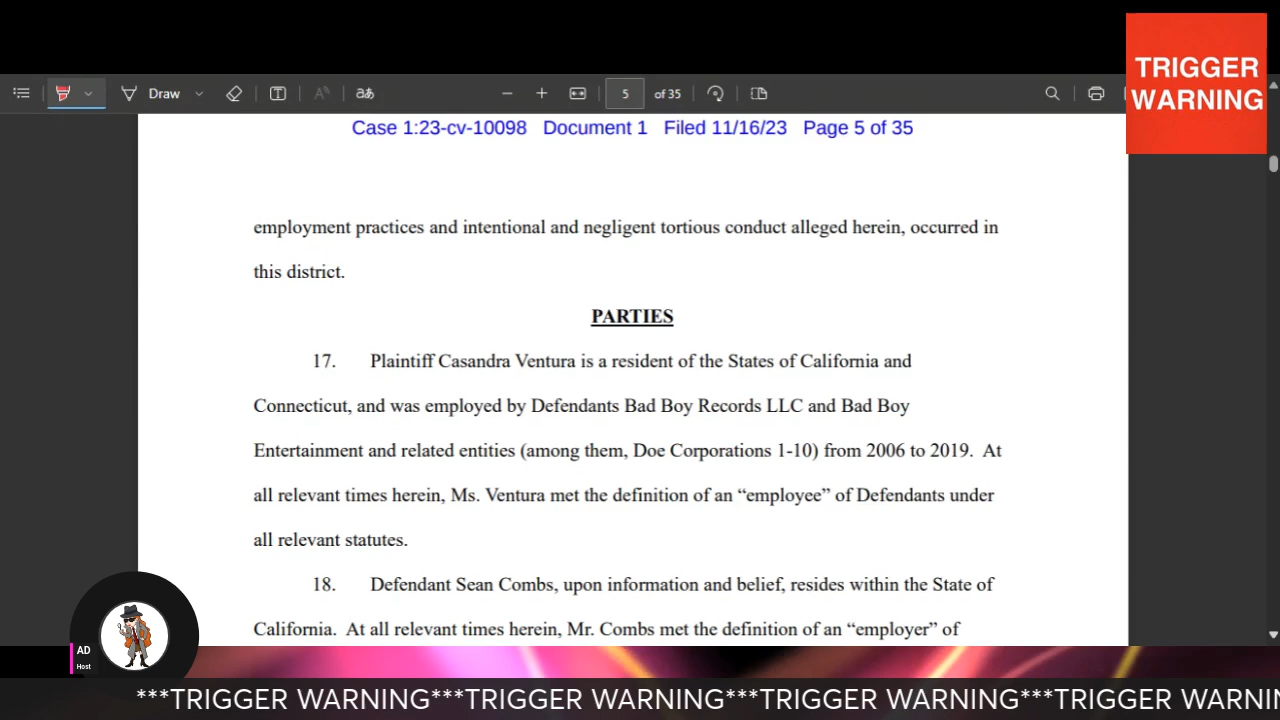 TRIGGER
WARNING
Draw
5 of 35
Case 1:23-cv-10098 Document 1 Filed 11/16/23 Page 5 of 35
employment practices and intentional and negligent tortious conduct alleged herein, occurred in
this district.
PARTIES
17. Plaintiff Casandra Ventura is a resident of the States of California and
Connecticut, and was employed by Defendants Bad Boy Records LLC and Bad Boy
Entertainment and related entities (among them, Doe Corporations 1-10) from 2006 to 2019. At
all relevant times herein, Ms. Ventura met the definition of an “employee” of Defendants under
all relevant statutes.
18. Defendant Sean Combs, upon information and belief, resides within the State of
California. At all relevant times herein, Mr. Combs met the definition of an “employer” of
AD
Host
***TRIGGER WARNING***TRIGGER WARNING***TRIGGER WARNING***TRIGGER WARNIN